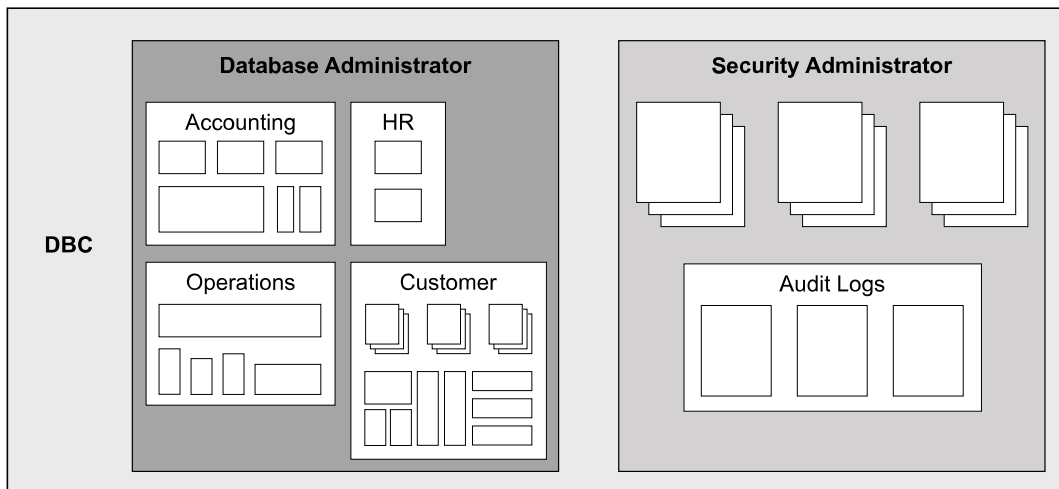 DBC
Database Administrator
Accounting
HR
Operations
Customer
Security Administrator
Audit Logs